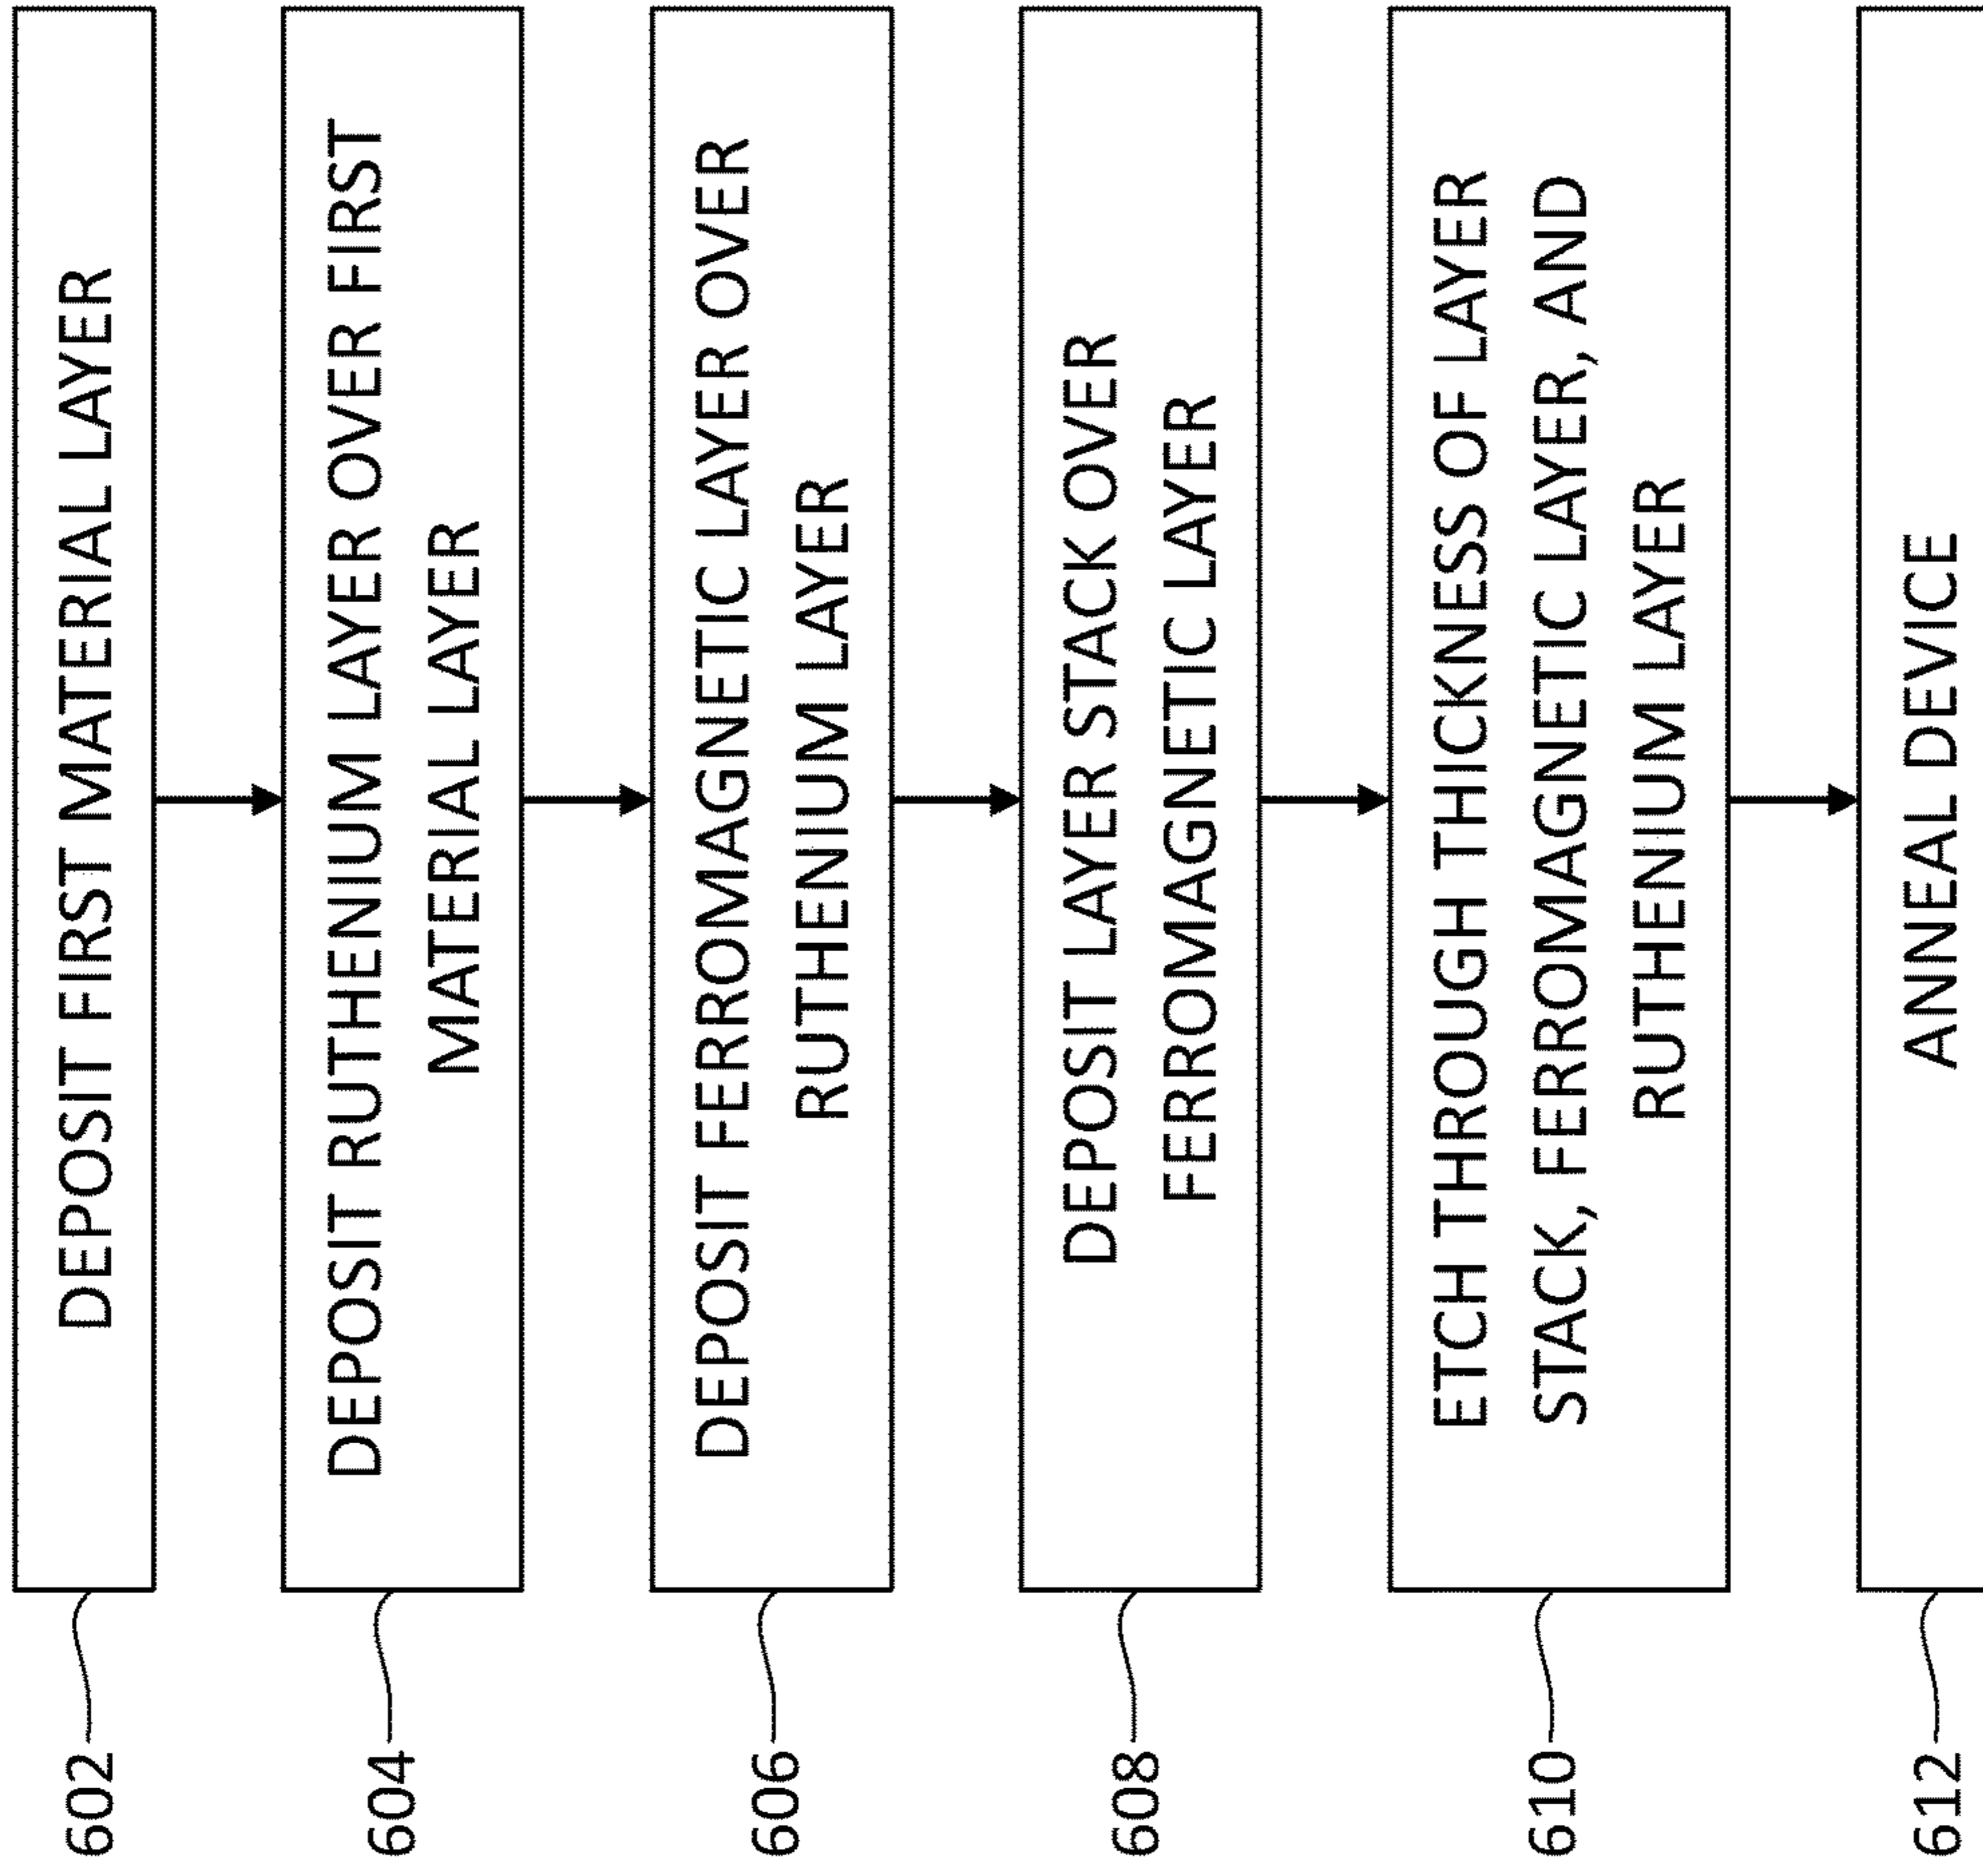 602
DEPOSIT FIRST MATERIAL LAYER
604
DEPOSIT RUTHENIUM LAYER OVER FIRST
MATERIAL LAYER
606
DEPOSIT FERROMAGNETIC LAYER OVER
RUTHENIUM LAYER
608
DEPOSIT LAYER STACK OVER
FERROMAGNETIC LAYER
610
ETCH THROUGH THICKNESS OF LAYER
STACK, FERROMAGNETIC LAYER, AND
RUTHENIUM LAYER
612
ANNEAL DEVICE